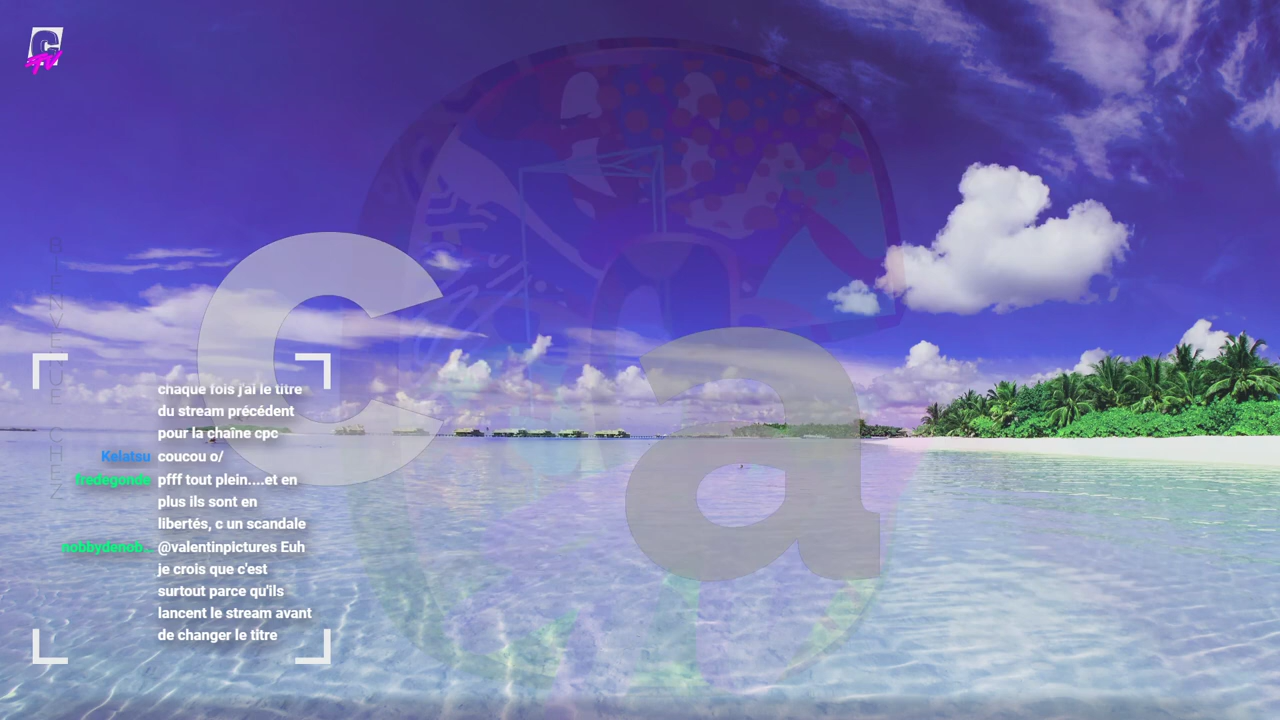 C
TV
C
a
chaque fois j'ai le titre
du stream précédent
pour la chaîne cpc
Kelatsu coucou o/
fredegonde pfff tout plein....et en
plus ils sont en
libertés, c un scandale
nobbydenob... @valentinpictures Euh
je crois que c'est
surtout parce qu'ils
lancent le stream avant
de changer le titre